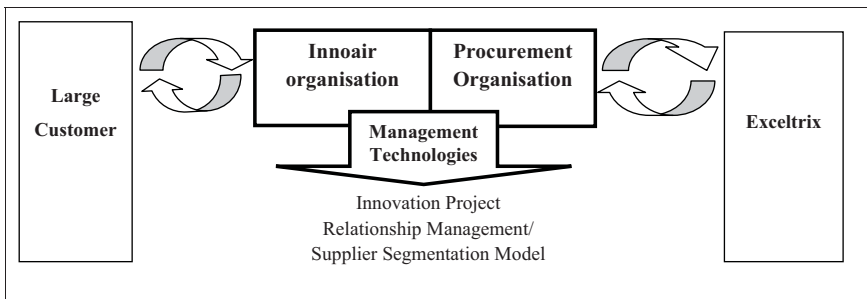 Large
Customer
Innoair
organisation
Procurement
Organisation
Management
Technologies
Innovation Project
Relationship Management/
Supplier Segmentation Model
Exceltrix